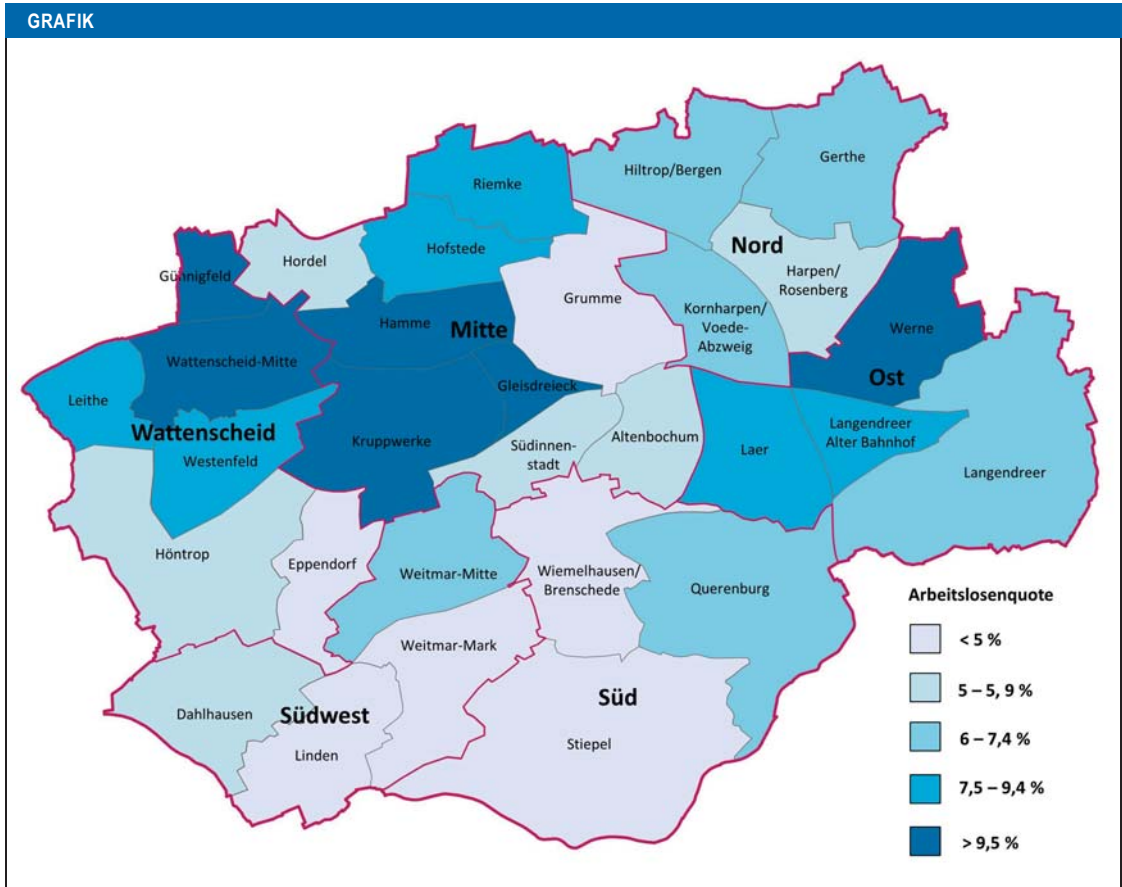 GRAFIK
Gerthe
Hiltrop/Bergen
Riemke
Nord
Hofstede
Hordel
Günnigfeld
Harpen/
Rosenberg
Grumme
Kornharpen/
Voede-
Abzweig
Hamme
Mitte
Werne
Wattenscheid-Mitte
Ost
Gleisdreieck
Leithe
Langendreer
Alter Bahnhof
Wattenscheid
Kruppwerke
Südinnen-
stadt
Altenbochum
Laer
Westenfeld
Langendreer
Höntrop
Eppendorf
Weitmar-Mitte
Wiemelhausen/
Brenschede
Querenburg
Weitmar-Mark
Süd
Dahlhausen
Südwest
Stiepel
Linden
Arbeitslosenquote
< 5 %
5 – 5, 9 %
6 – 7,4 %
7,5 – 9,4 %
> 9,5 %